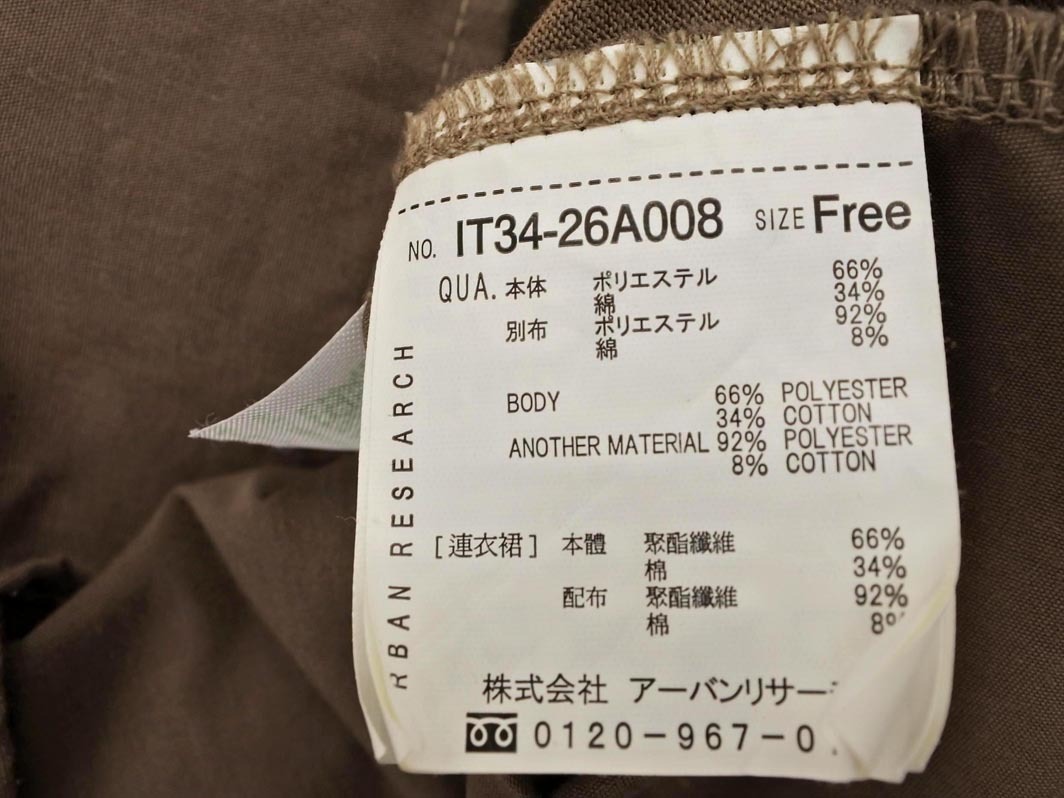 NO. IT34-26A008 SIZE Free
QUA. 本体 ポリエステル 66%
綿 34%
別布 ポリエステル 92%
綿 8%
BODY 66% POLYESTER
34% COTTON
ANOTHER MATERIAL 92% POLYESTER
8% COTTON
[連衣裙] 本體 聚酯纖維 66%
棉 34%
配布 聚酯纖維 92%
棉 8%
株式会社 アーバンリサー
0120-967-0
RBAN RESEARCH